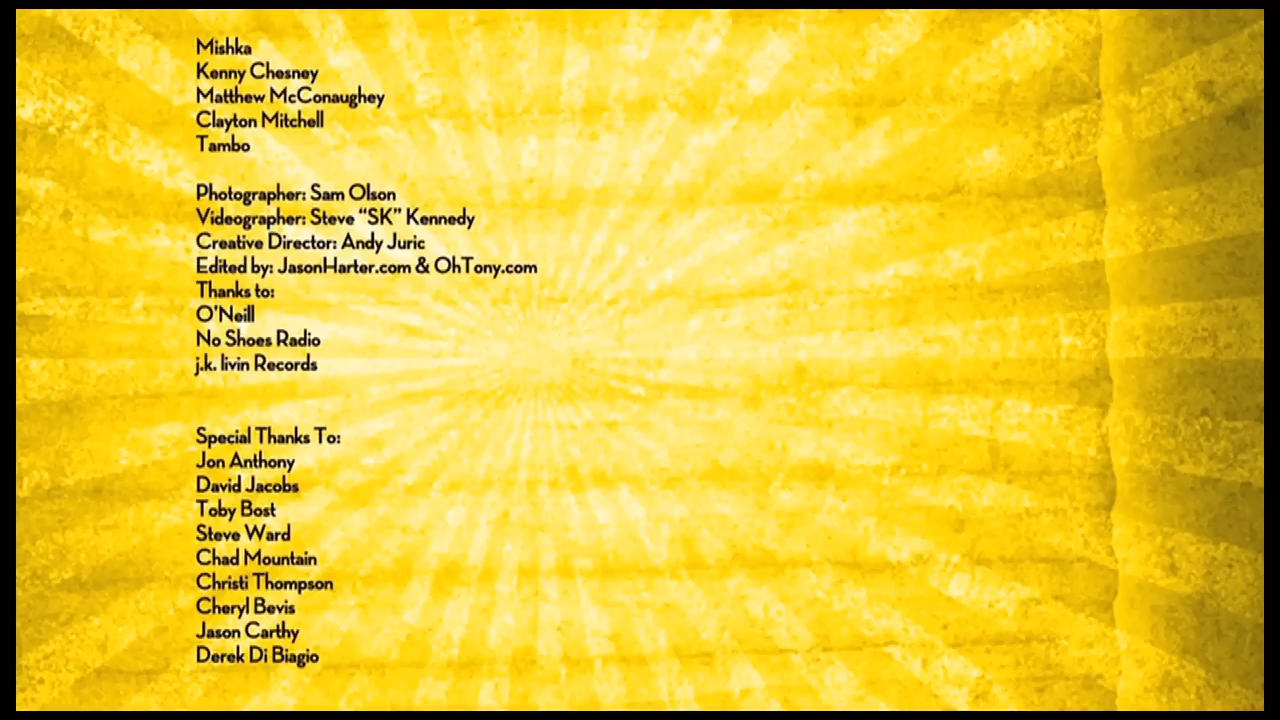 Mishka
Kenny Chesney
Matthew McConaughey
Clayton Mitchell
Tambo
Photographer: Sam Olson
Videographer: Steve “SK” Kennedy
Creative Director: Andy Juric
Edited by: JasonHarter.com & OhTony.com
Thanks to:
O'Neill
No Shoes Radio
j.k. livin Records
Special Thanks To:
Jon Anthony
David Jacobs
Toby Bost
Steve Ward
Chad Mountain
Christi Thompson
Cheryl Bevis
Jason Carthy
Derek Di Biagio